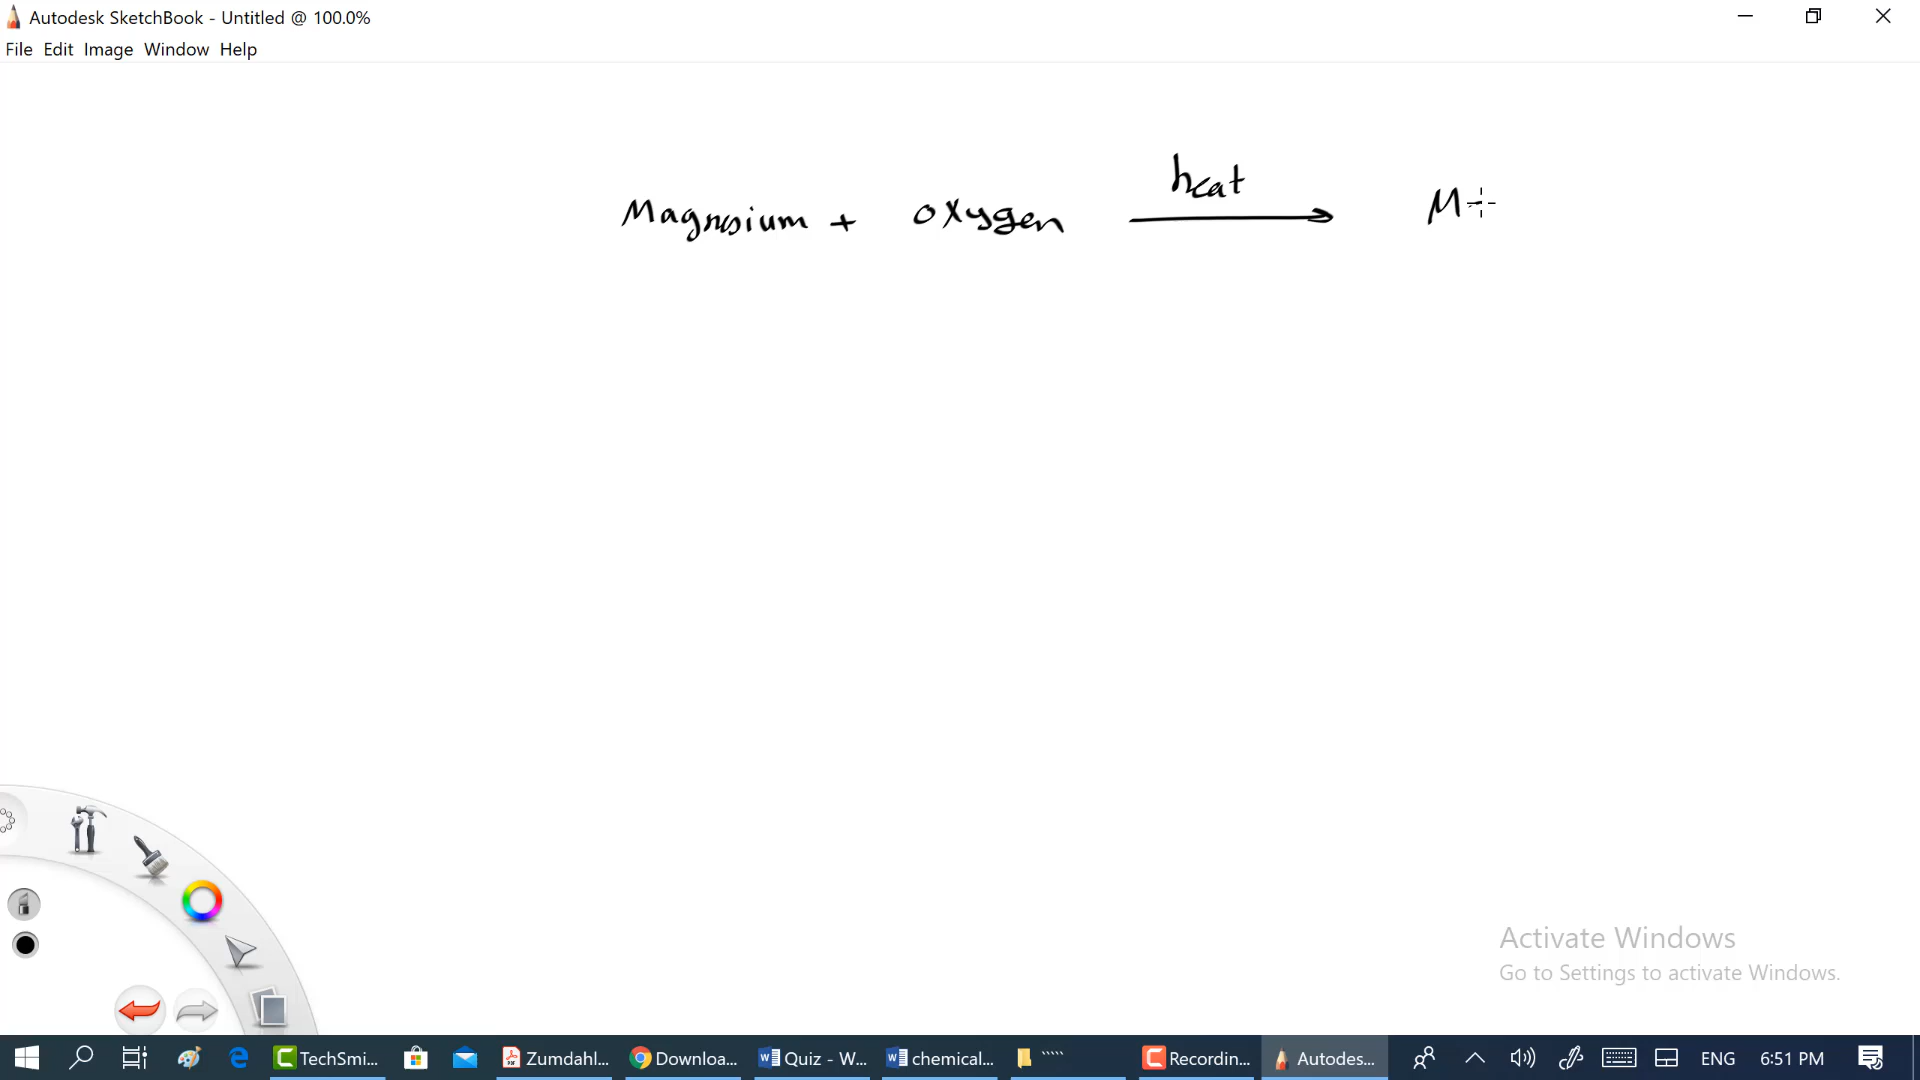 Autodesk SketchBook - Untitled @ 100.0%
File Edit Image Window Help
heat
Magnesium + oxygen → M
Activate Windows
Go to Settings to activate Windows.
TechSmi... Zumdahl... Downloa... Quiz - W... chemical... ````` Recordin... Autodes... ENG 6:51 PM